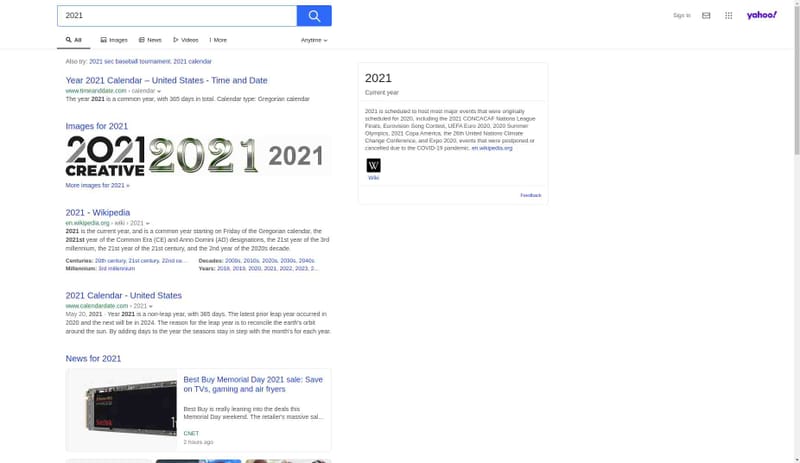 2021
Sign in
yahoo!
All
Images
News
Videos
More
Anytime
Also try: 2021 sec baseball tournament, 2021 calendar
Year 2021 Calendar – United States - Time and Date
www.timeanddate.com › calendar
The year 2021 is a common year, with 365 days in total. Calendar type: Gregorian calendar
Images for 2021
2021
CREATIVE
2021
2021
More images for 2021 »
2021 - Wikipedia
en.wikipedia.org › wiki › 2021
2021 is the current year, and is a common year starting on Friday of the Gregorian calendar, the
2021st year of the Common Era (CE) and Anno Domini (AD) designations, the 21st year of the 3rd
millennium, the 21st year of the 21st century, and the 2nd year of the 2020s decade.
Centuries: 20th century, 21st century, 22nd ce...
Decades: 2000s, 2010s, 2020s, 2030s, 2040s
Millennium: 3rd millennium
Years: 2018, 2019, 2020, 2021, 2022, 2023, 2...
2021 Calendar - United States
www.calendardate.com › 2021
May 20, 2021 · Year 2021 is a non-leap year, with 365 days. The latest prior leap year occurred in
2020 and the next will be in 2024. The reason for the leap year is to reconcile the earth's orbit
around the sun. By adding days to the year the seasons stay in step with the month's for each year.
News for 2021
Best Buy Memorial Day 2021 sale: Save
on TVs, gaming and air fryers
Best Buy is really leaning into the deals this
Memorial Day weekend. The retailer's massive sal...
CNET
2 hours ago
SanDisk
2021
Current year
2021 is scheduled to host most major events that were originally
scheduled for 2020, including the 2021 CONCACAF Nations League
Finals, Eurovision Song Contest, UEFA Euro 2020, 2020 Summer
Olympics, 2021 Copa América, the 26th United Nations Climate
Change Conference, and Expo 2020, events that were postponed or
cancelled due to the COVID-19 pandemic. en.wikipedia.org
W
Wiki
Feedback